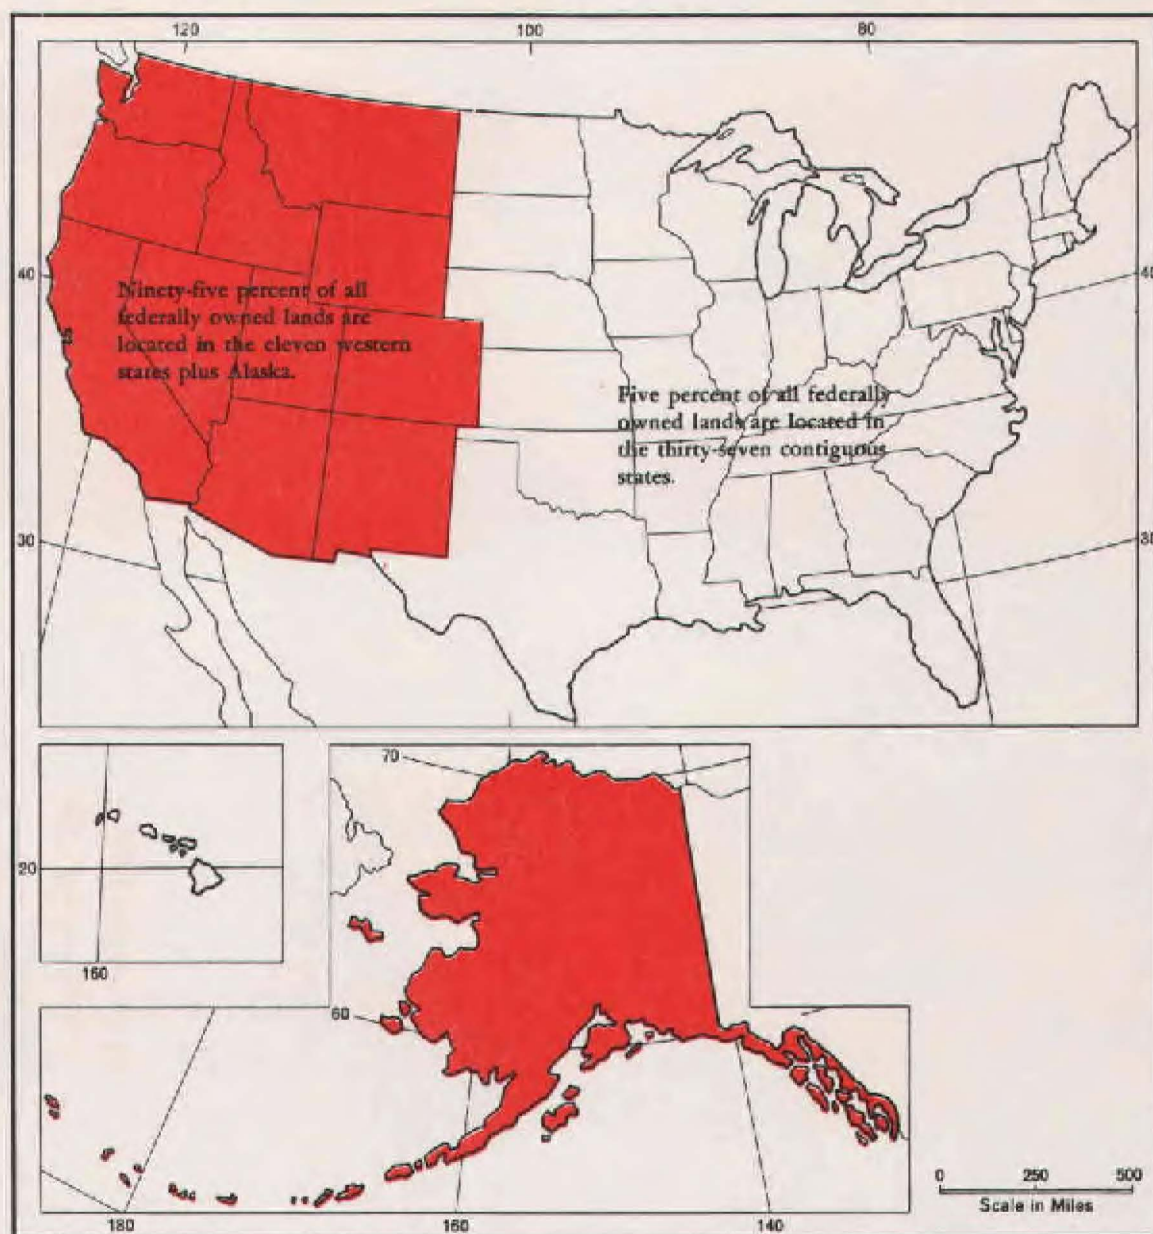 120 100 80
Ninety-five percent of all
federally owned lands are
located in the eleven western
states plus Alaska.
40 40
Five percent of all federally
owned lands are located in
the thirty-seven contiguous
states.
30 30
70
20
160
60
0 250 500
Scale in Miles
180 160 140